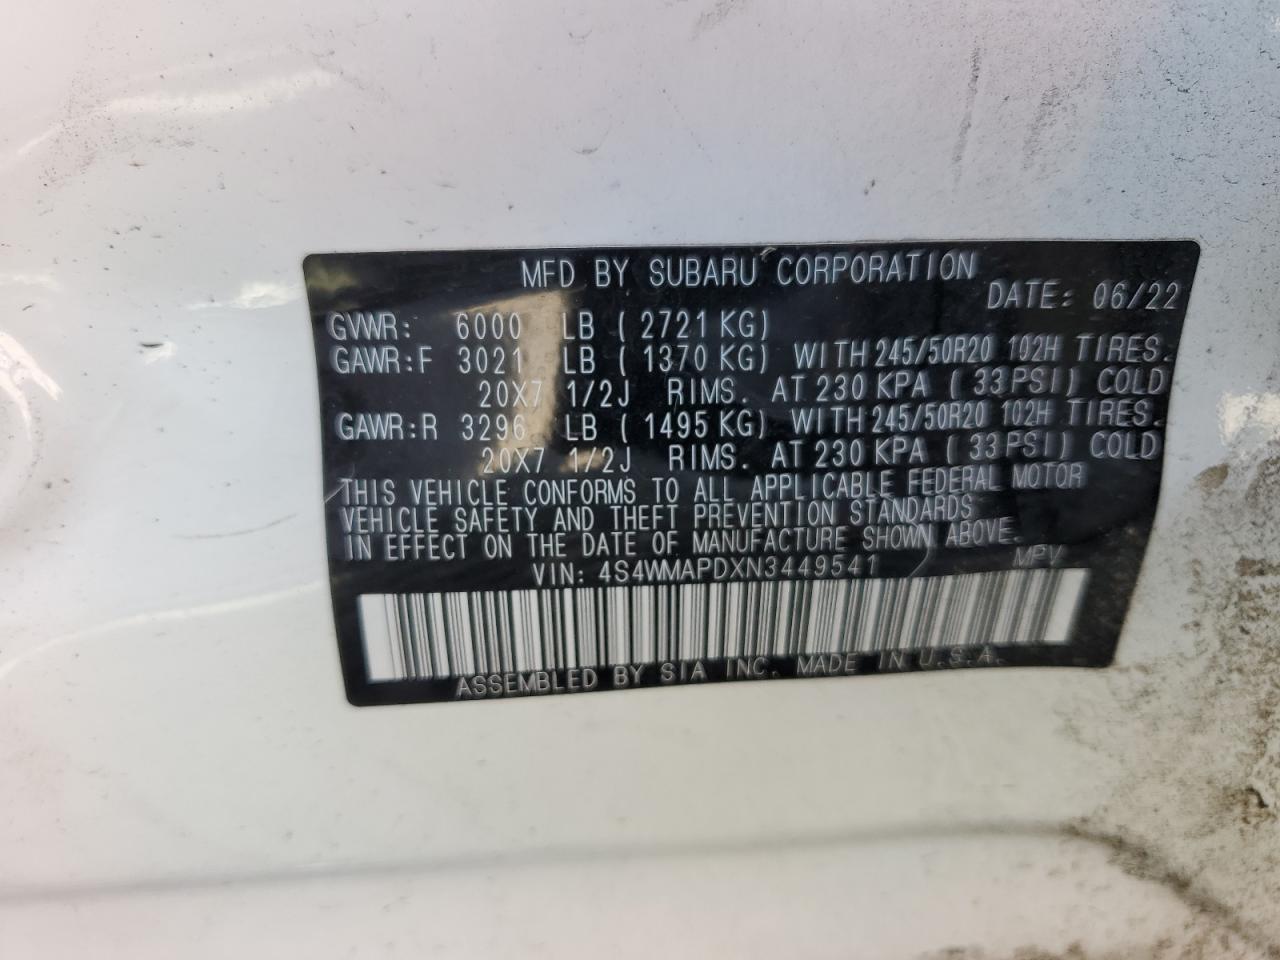 MFD BY SUBARU CORPORATION
DATE: 06/22
GVWR: 6000 LB ( 2721 KG)
GAWR:F 3021 LB ( 1370 KG) WITH 245/50R20 102H TIRES.
20X7 1/2J RIMS. AT 230 KPA ( 33PSI) COLD
GAWR:R 3296 LB ( 1495 KG) WITH 245/50R20 102H TIRES.
20X7 1/2J RIMS. AT 230 KPA ( 33PSI) COLD
THIS VEHICLE CONFORMS TO ALL APPLICABLE FEDERAL MOTOR
VEHICLE SAFETY AND THEFT PREVENTION STANDARDS
IN EFFECT ON THE DATE OF MANUFACTURE SHOWN ABOVE.
VIN: 4S4WMAPDXN3449541 MPV
ASSEMBLED BY SIA INC. MADE IN U.S.A.